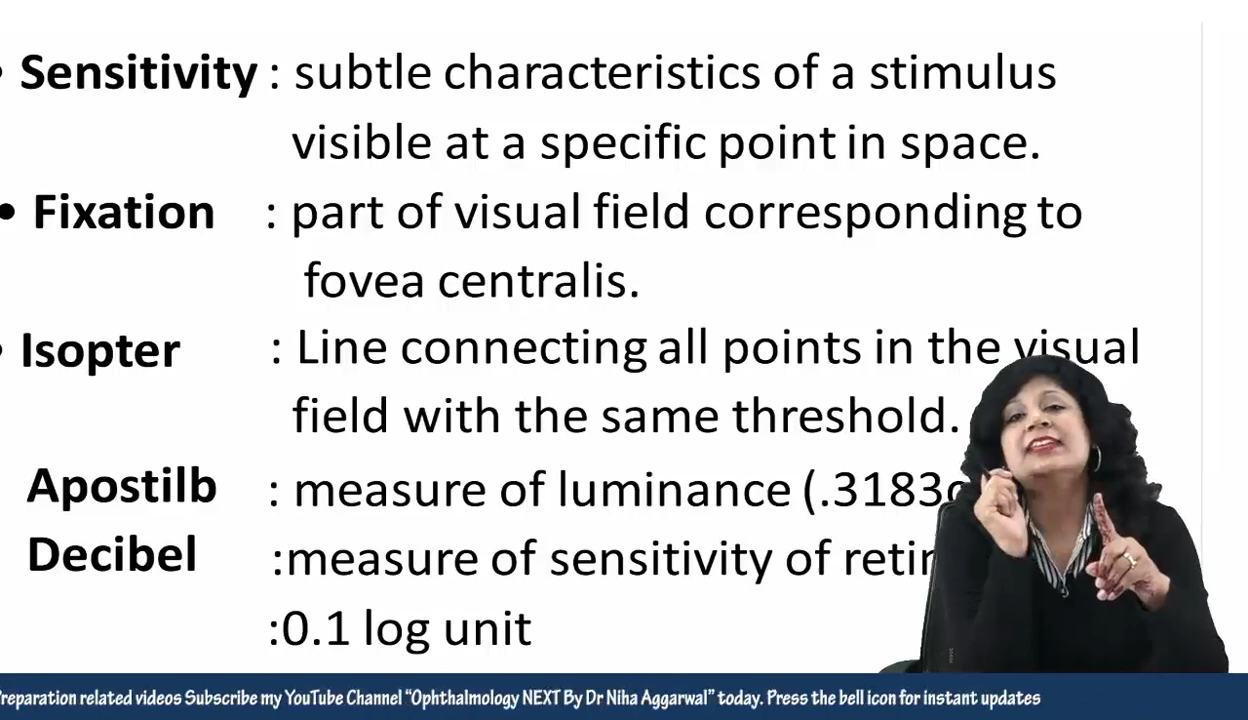 • Sensitivity : subtle characteristics of a stimulus
visible at a specific point in space.
• Fixation : part of visual field corresponding to
fovea centralis.
• Isopter : Line connecting all points in the visual
field with the same threshold.
Apostilb : measure of luminance (.3183
Decibel :measure of sensitivity of
:0.1 log unit
Preparation related videos Subscribe my YouTube Channel “Ophthalmology NEXT By Dr Niha Aggarwal” today. Press the bell icon for instant updates